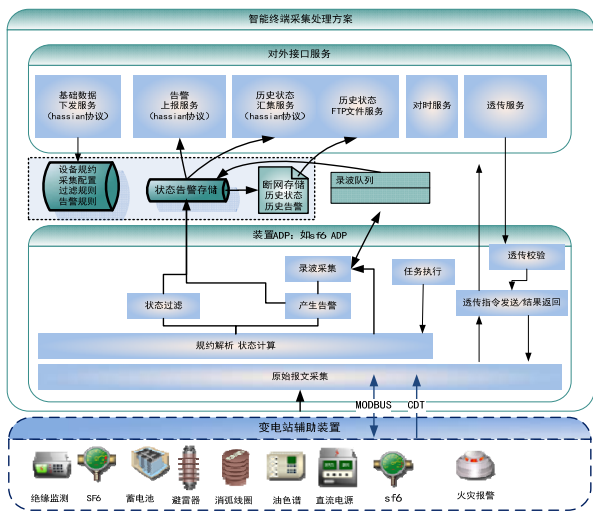 智能终端采集处理方案
对外接口服务
基础数据
下发服务
(hassian协议)
告警
上报服务
(hassian协议)
历史状态
汇集服务
(hassian协议)
历史状态
FTP文件服务
对时服务
透传服务
设备规约
采集配置
过滤规则
告警规则
状态告警存储
断网存储
历史状态
历史告警
录波队列
装置ADP：如sf6 ADP
录波采集
任务执行
透传校验
状态过滤
产生告警
透传指令发送/结果返回
规约解析 状态计算
原始报文采集
MODBUS
CDT
变电站辅助装置
绝缘监测
SF6
蓄电池
避雷器
消弧线圈
油色谱
直流电源
sf6
火灾报警